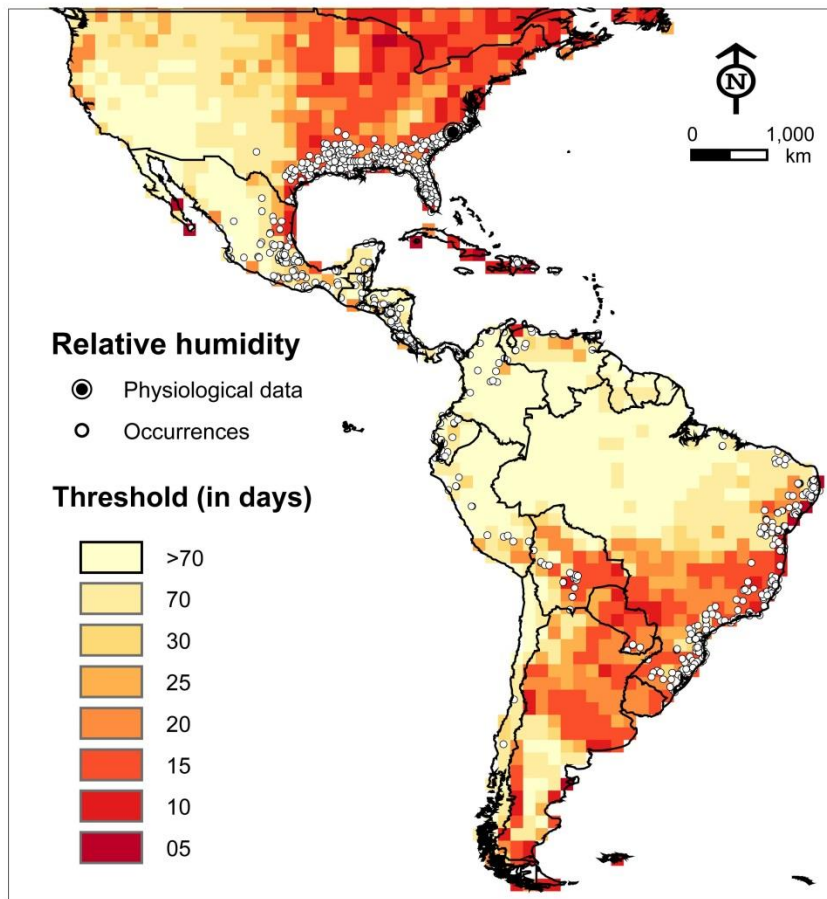 N
0 1,000
km
Relative humidity
Physiological data
Occurrences
Threshold (in days)
>70
70
30
25
20
15
10
05